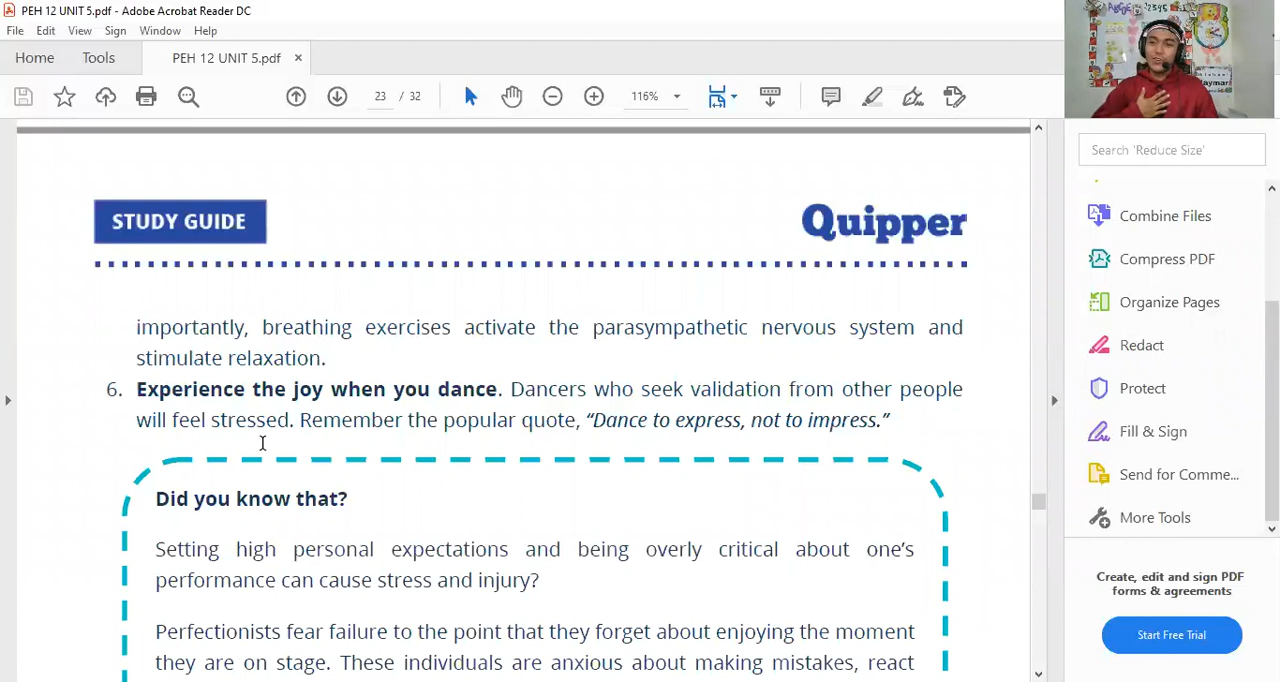 PEH 12 UNIT 5.pdf - Adobe Acrobat Reader DC
File Edit View Sign Window Help
Home Tools PEH 12 UNIT 5.pdf ×
23 / 32 116%
Search 'Reduce Size'
STUDY GUIDE
Quipper
importantly, breathing exercises activate the parasympathetic nervous system and
stimulate relaxation.
6. Experience the joy when you dance. Dancers who seek validation from other people
will feel stressed. Remember the popular quote, “Dance to express, not to impress.”
Did you know that?
Setting high personal expectations and being overly critical about one’s
performance can cause stress and injury?
Perfectionists fear failure to the point that they forget about enjoying the moment
they are on stage. These individuals are anxious about making mistakes, react
Combine Files
Compress PDF
Organize Pages
Redact
Protect
Fill & Sign
Send for Comme...
More Tools
Create, edit and sign PDF
forms & agreements
Start Free Trial